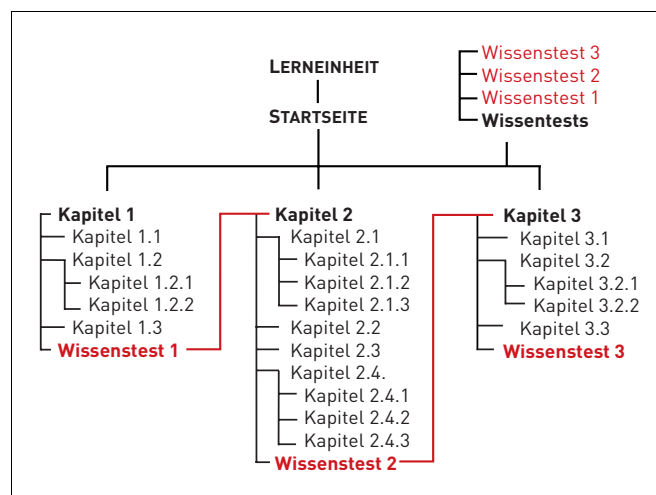 LERNEINHEIT
STARTSEITE
Wissenstest 3
Wissenstest 2
Wissenstest 1
Wissentests
Kapitel 1
Kapitel 1.1
Kapitel 1.2
Kapitel 1.2.1
Kapitel 1.2.2
Kapitel 1.3
Wissenstest 1
Kapitel 2
Kapitel 2.1
Kapitel 2.1.1
Kapitel 2.1.2
Kapitel 2.1.3
Kapitel 2.2
Kapitel 2.3
Kapitel 2.4.
Kapitel 2.4.1
Kapitel 2.4.2
Kapitel 2.4.3
Wissenstest 2
Kapitel 3
Kapitel 3.1
Kapitel 3.2
Kapitel 3.2.1
Kapitel 3.2.2
Kapitel 3.3
Wissenstest 3